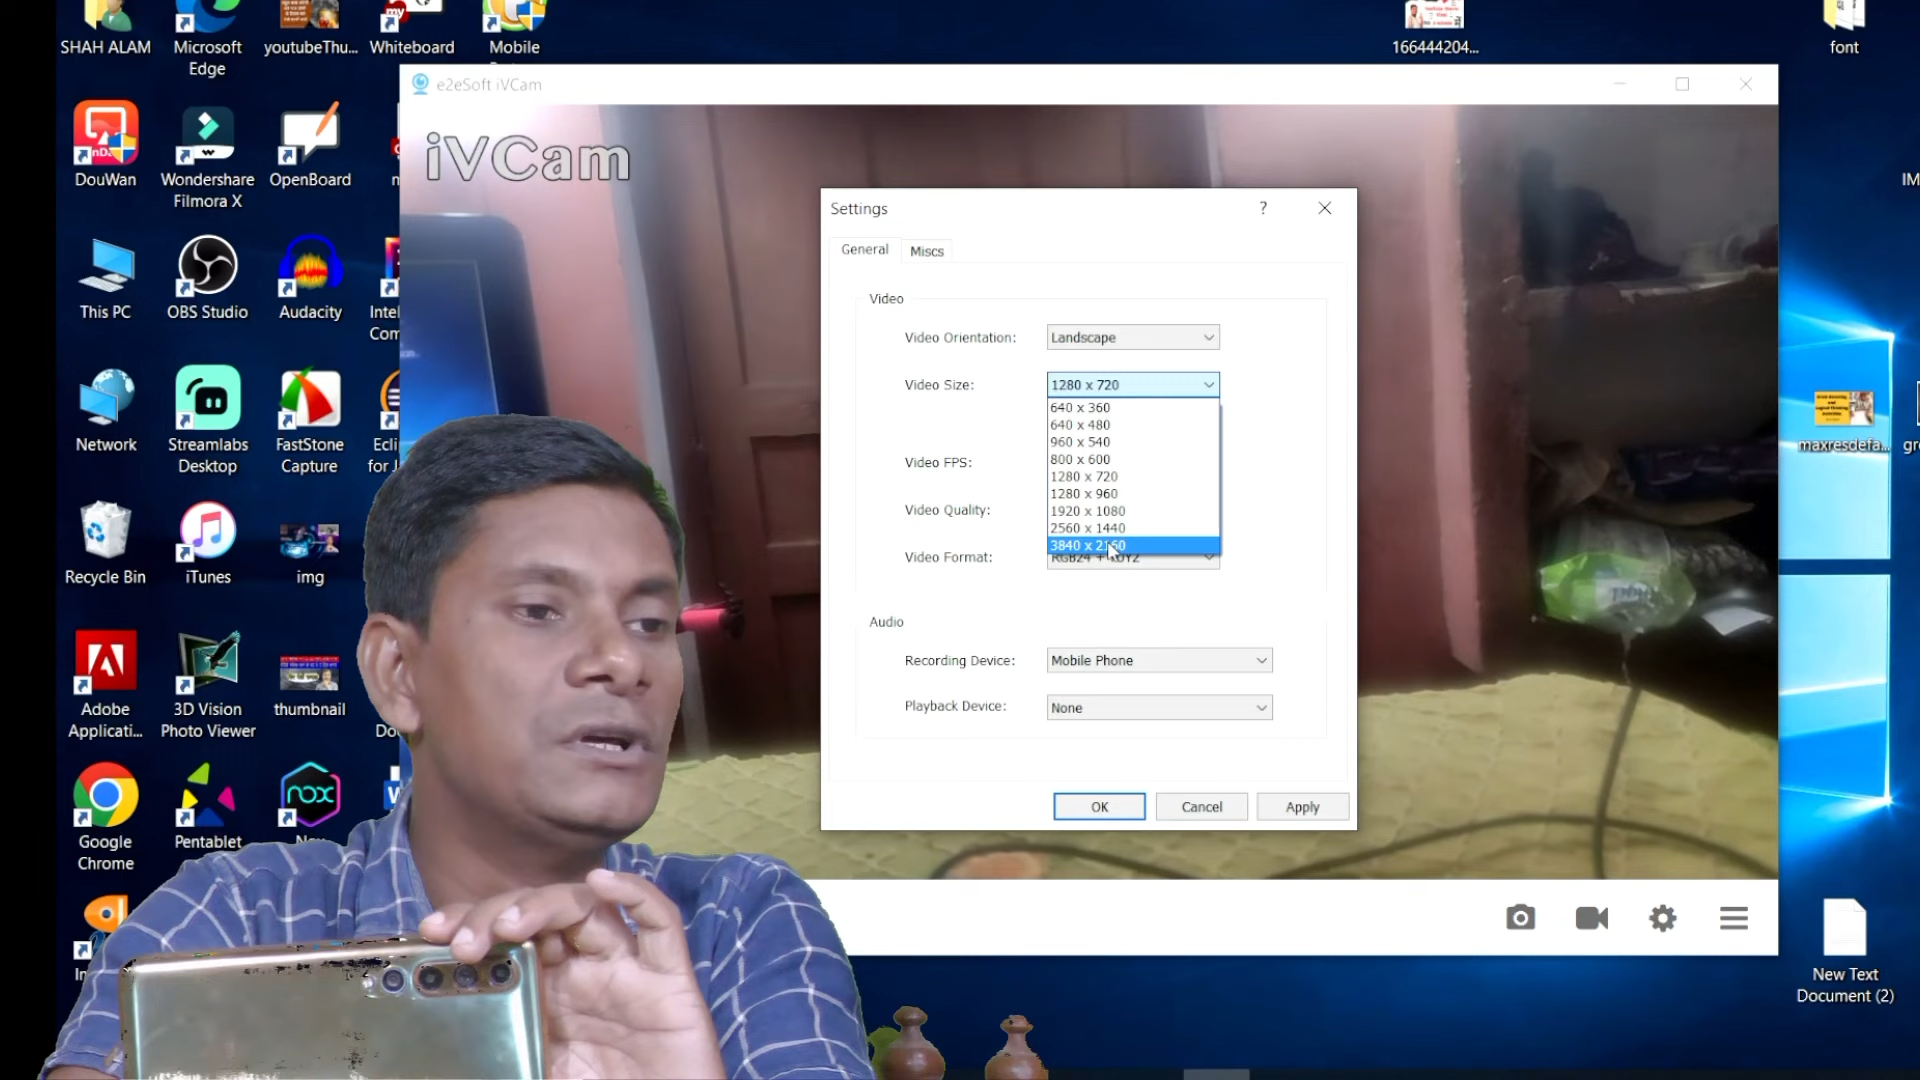 SHAH ALAM
Microsoft Edge
youtubeThu...
Whiteboard
Mobile
166444204...
font
e2eSoft iVCam
iVCam
DouWan
Wondershare Filmora X
OpenBoard
This PC
OBS Studio
Audacity
Network
Streamlabs Desktop
FastStone Capture
Recycle Bin
iTunes
img
Adobe Applicati...
3D Vision Photo Viewer
thumbnail
Google Chrome
Pentablet
nox
Settings
?
General
Miscs
Video
Video Orientation:
Landscape
Video Size:
1280 x 720
640 x 360
640 x 480
960 x 540
800 x 600
1280 x 720
1280 x 960
1920 x 1080
2560 x 1440
3840 x 2160
Video FPS:
Video Quality:
Video Format:
Audio
Recording Device:
Mobile Phone
Playback Device:
None
OK
Cancel
Apply
maxresdefa...
New Text Document (2)